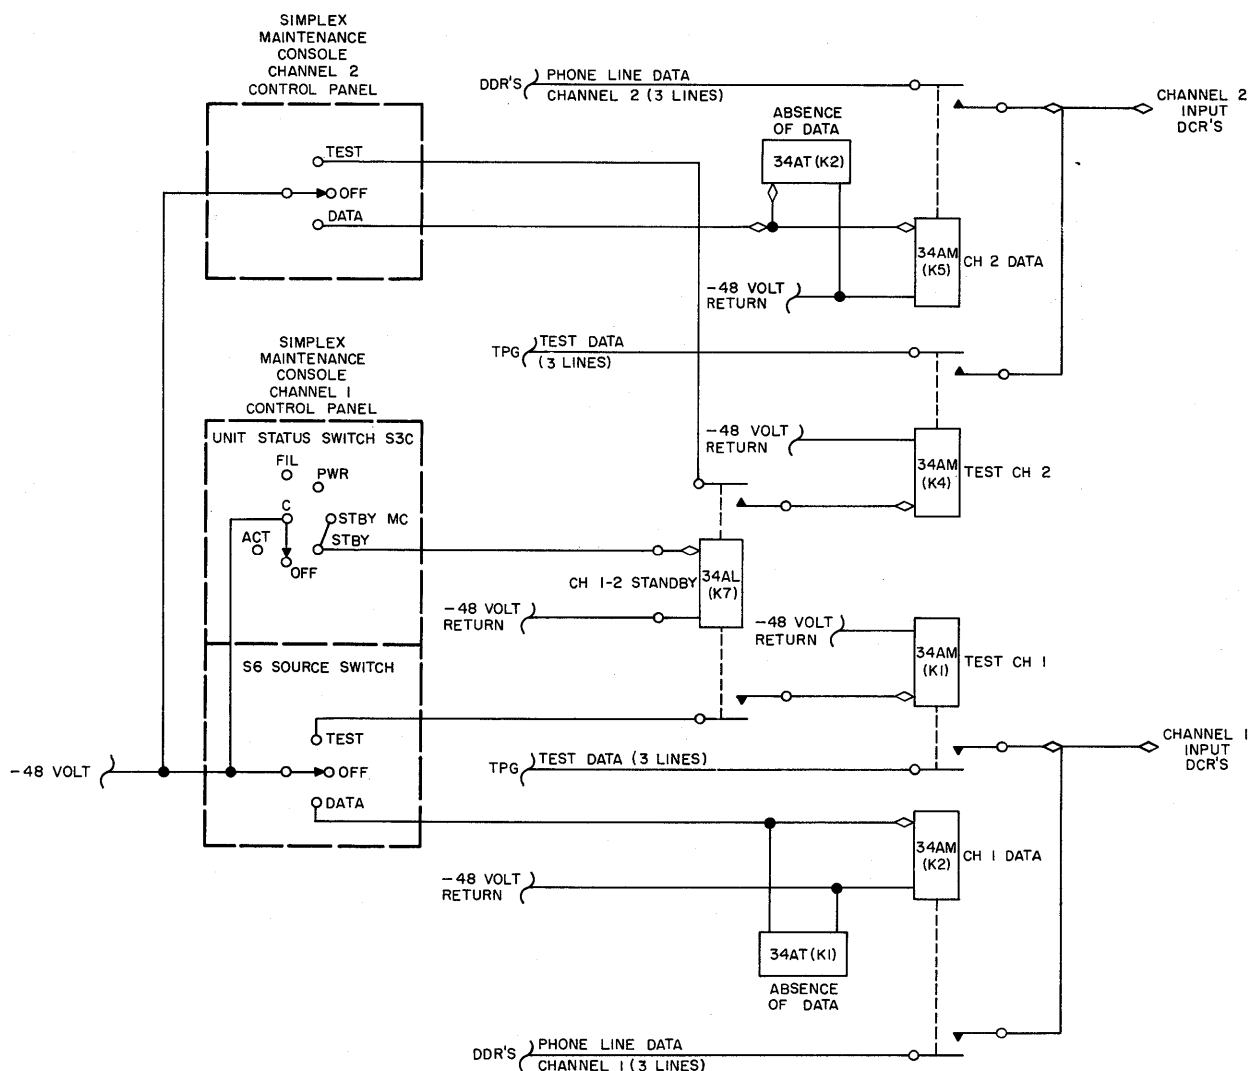 SIMPLEX
MAINTENANCE
CONSOLE
CHANNEL 2
CONTROL PANEL
TEST
OFF
DATA
DDR'S
PHONE LINE DATA
CHANNEL 2 (3 LINES)
ABSENCE
OF DATA
34AT(K2)
CHANNEL 2
INPUT
DCR'S
34AM
(K5)
CH 2 DATA
-48 VOLT
RETURN
TPG
TEST DATA
(3 LINES)
-48 VOLT
RETURN
34AM
(K4)
TEST CH 2
SIMPLEX
MAINTENANCE
CONSOLE
CHANNEL 1
CONTROL PANEL
UNIT STATUS SWITCH S3C
FIL
PWR
C
STBY MC
ACT
STBY
OFF
CH 1-2 STANDBY
34AL
(K7)
-48 VOLT
RETURN
-48 VOLT
RETURN
34AM
(K1)
TEST CH 1
S6 SOURCE SWITCH
TEST
OFF
DATA
-48 VOLT
TPG
TEST DATA (3 LINES)
CHANNEL 1
INPUT
DCR'S
34AM
(K2)
CH 1 DATA
-48 VOLT
RETURN
34AT(K1)
ABSENCE
OF DATA
DDR'S
PHONE LINE DATA
CHANNEL 1 (3 LINES)